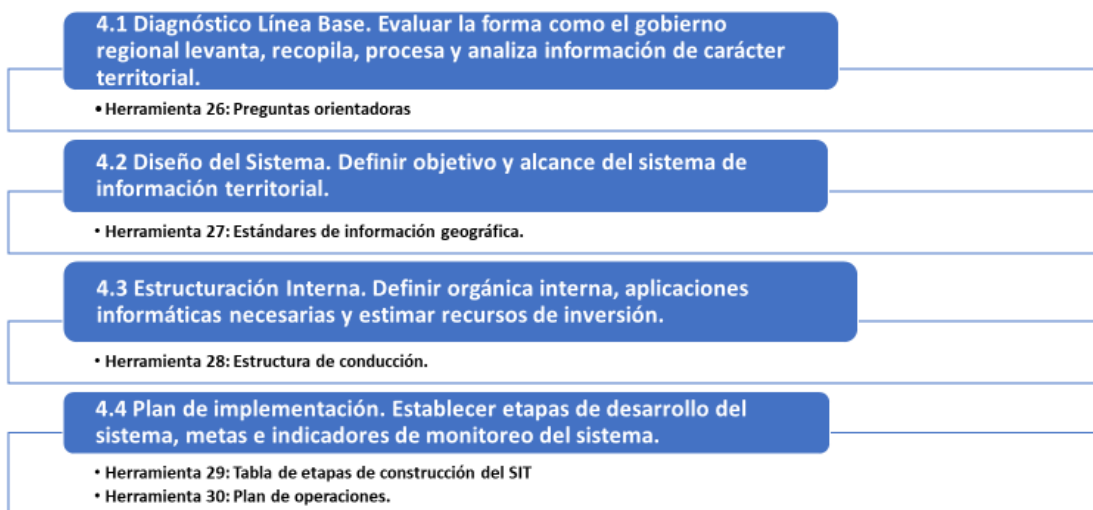 4.1 Diagnóstico Línea Base. Evaluar la forma como el gobierno
regional levanta, recopila, procesa y analiza información de carácter
territorial.
• Herramienta 26: Preguntas orientadoras
4.2 Diseño del Sistema. Definir objetivo y alcance del sistema de
información territorial.
• Herramienta 27: Estándares de información geográfica.
4.3 Estructuración Interna. Definir orgánica interna, aplicaciones
informáticas necesarias y estimar recursos de inversión.
• Herramienta 28: Estructura de conducción.
4.4 Plan de implementación. Establecer etapas de desarrollo del
sistema, metas e indicadores de monitoreo del sistema.
• Herramienta 29: Tabla de etapas de construcción del SIT
• Herramienta 30: Plan de operaciones.